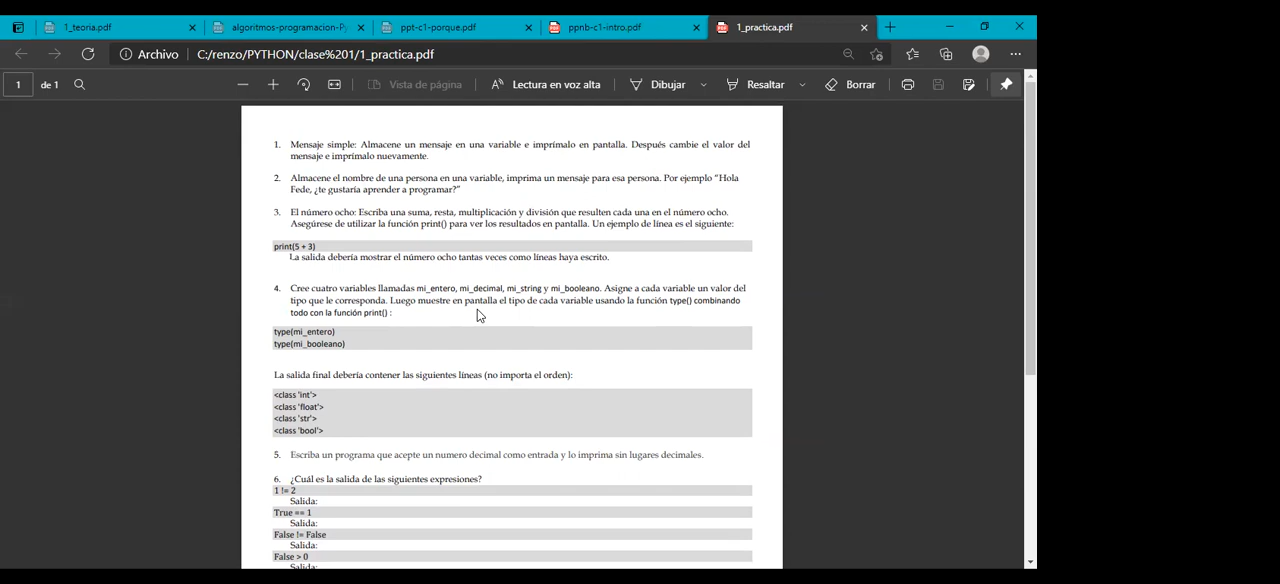 1_teoria.pdf
algoritmos-programacion-P
ppt-c1-porque.pdf
ppnb-c1-intro.pdf
1_practica.pdf
Archivo
C:/renzo/PYTHON/clase%201/1_practica.pdf
1
de 1
Vista de página
Lectura en voz alta
Dibujar
Resaltar
Borrar
1. Mensaje simple: Almacene un mensaje en una variable e imprímalo en pantalla. Después cambie el valor del
mensaje e imprímalo nuevamente.
2. Almacene el nombre de una persona en una variable, imprima un mensaje para esa persona. Por ejemplo “Hola
Fede, ¿te gustaría aprender a programar?”
3. El número ocho: Escriba una suma, resta, multiplicación y división que resulten cada una en el número ocho.
Asegúrese de utilizar la función print() para ver los resultados en pantalla. Un ejemplo de línea es el siguiente:
print(5 + 3)
La salida debería mostrar el número ocho tantas veces como líneas haya escrito.
4. Cree cuatro variables llamadas mi_entero, mi_decimal, mi_string y mi_booleano. Asigne a cada variable un valor del
tipo que le corresponda. Luego muestre en pantalla el tipo de cada variable usando la función type() combinando
todo con la función print() :
type(mi_entero)
type(mi_booleano)
La salida final debería contener las siguientes líneas (no importa el orden):
<class 'int'>
<class 'float'>
<class 'str'>
<class 'bool'>
5. Escriba un programa que acepte un numero decimal como entrada y lo imprima sin lugares decimales.
6. ¿Cuál es la salida de las siguientes expresiones?
1 != 2
Salida:
True == 1
Salida:
False != False
Salida:
False > 0
Salida: